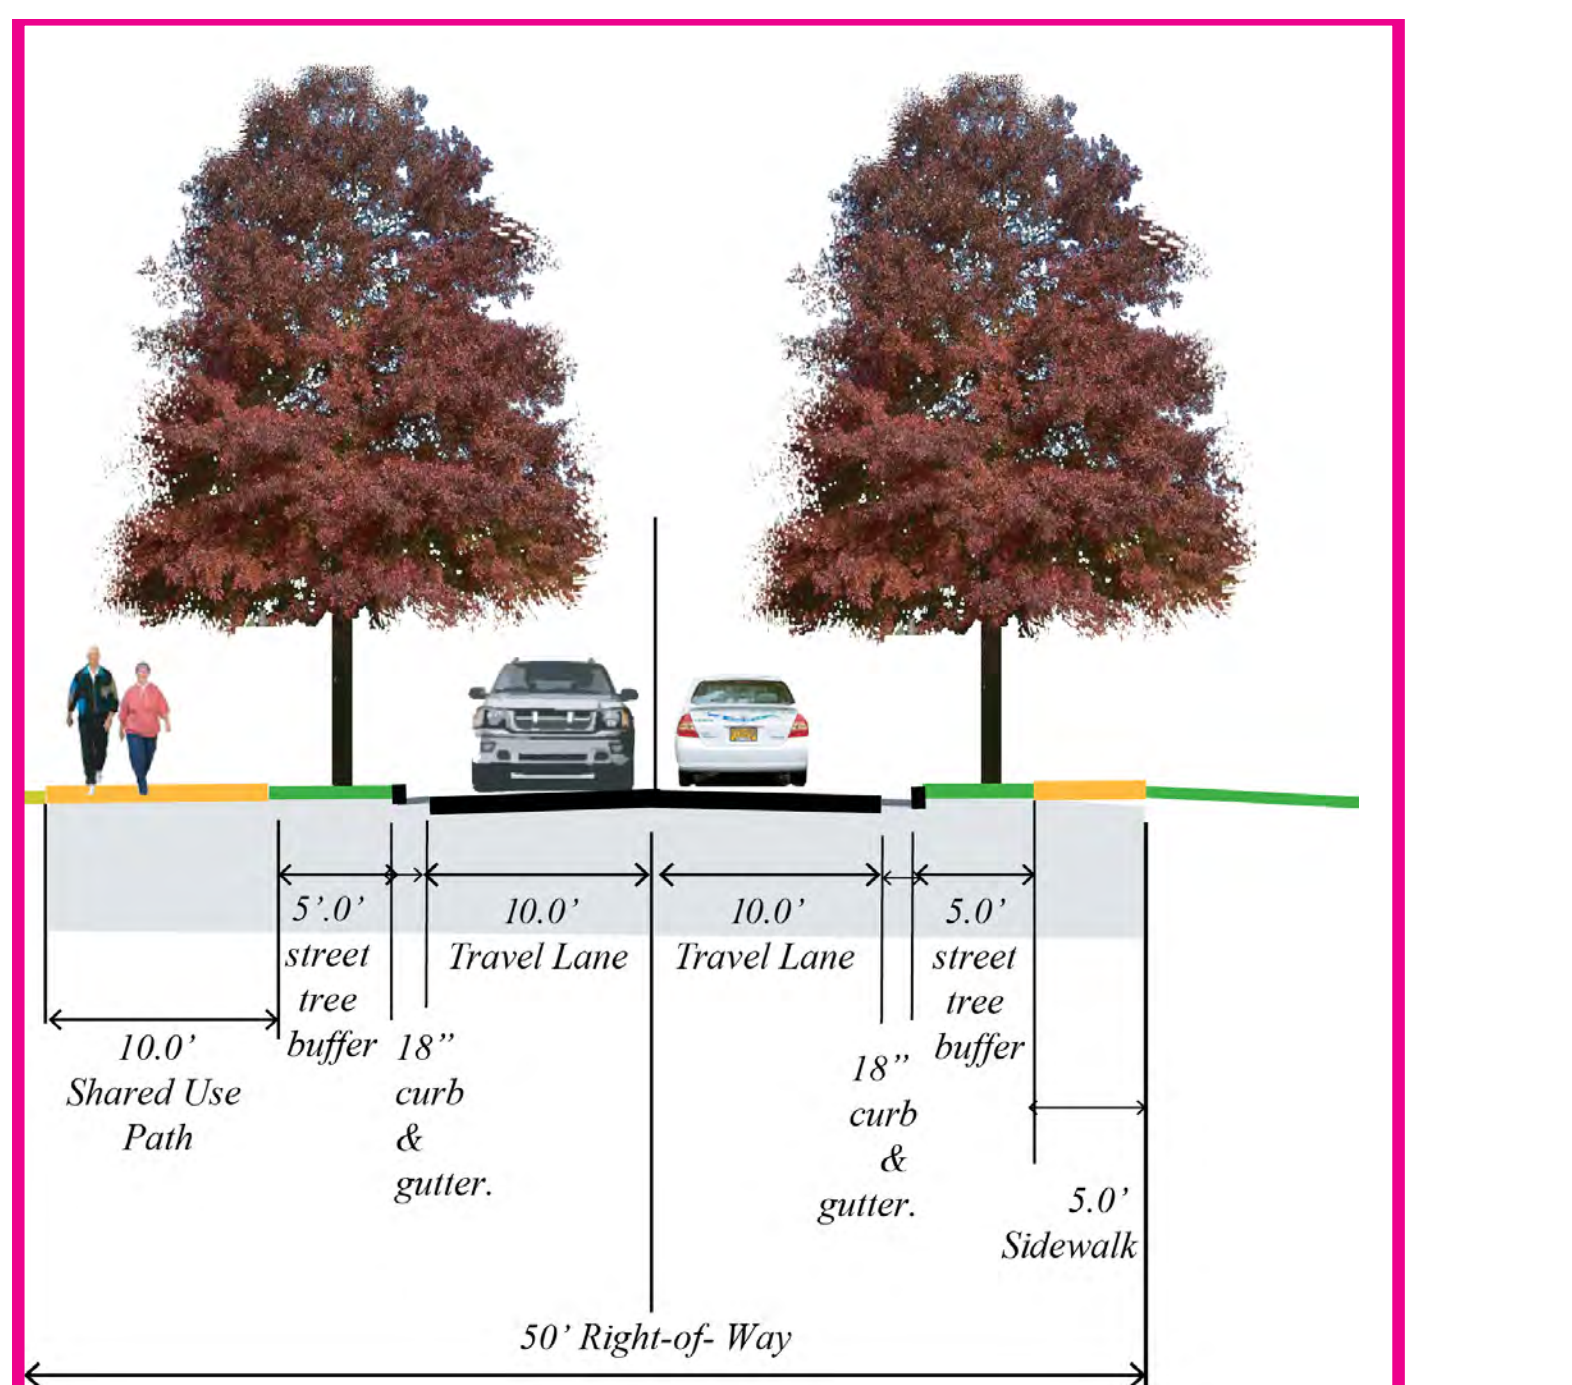 10.0’
Shared Use
Path
5’.0’
street
tree
buffer
18”
curb
&
gutter.
10.0’
Travel Lane
10.0’
Travel Lane
18”
curb
&
gutter.
5.0’
street
tree
buffer
5.0’
Sidewalk
50’ Right-of- Way